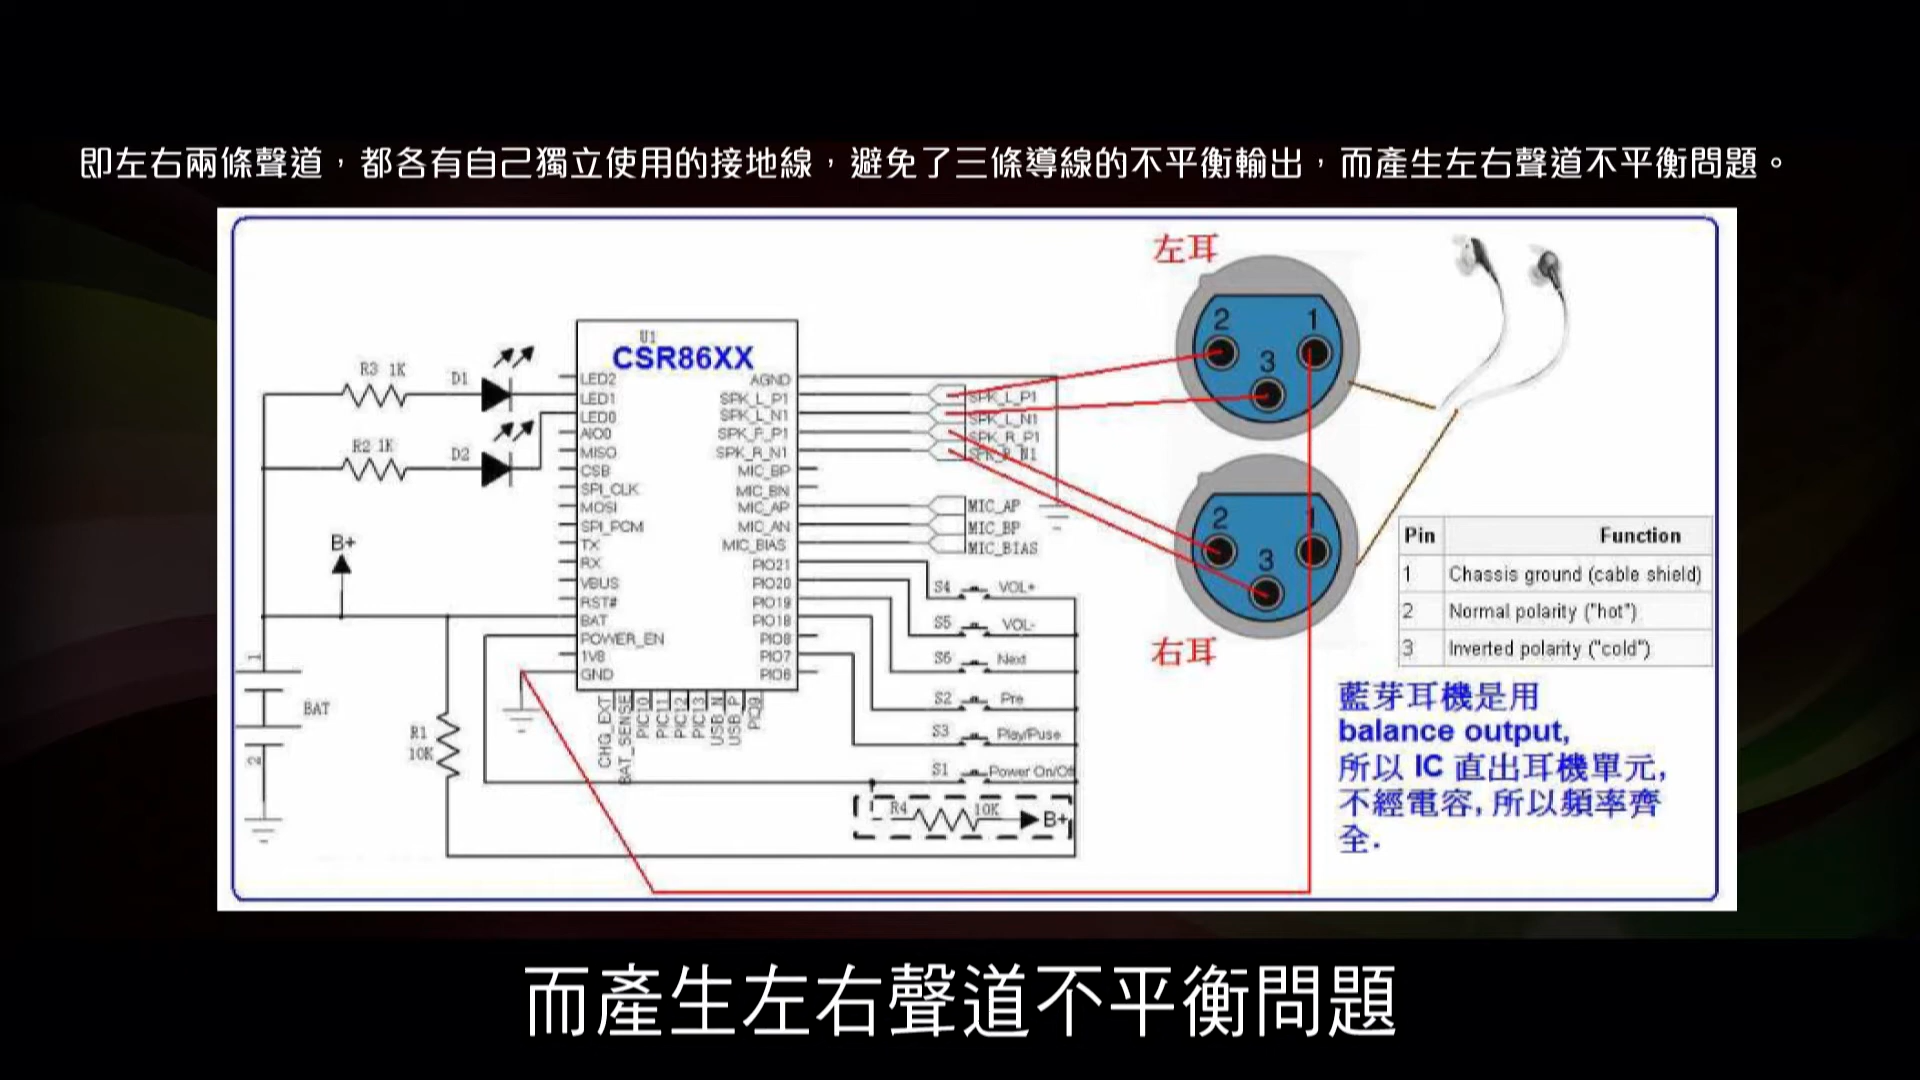 即左右兩條聲道，都各有自己獨立使用的接地線，避免了三條導線的不平衡輸出，而產生左右聲道不平衡問題。
左耳
2 1
3
右耳
2 1
3
U1
CSR86XX
LED2
LED1
LED0
AIO0
MISO
CSB
SPI_CLK
MOSI
SPI_PCM
TX
RX
VBUS
RST#
BAT
POWER_EN
1V8
GND
AGND
SPK_L_P1
SPK_L_N1
SPK_R_P1
SPK_R_N1
MIC_BP
MIC_BN
MIC_AP
MIC_AN
MIC_BIAS
PIO21
PIO20
PIO19
PIO18
PIO8
PIO7
PIO6
CHG_EXT
BAT_SENSE
PIO10
PIO11
PIO12
PIO13
USB_N
USB_P
PIO9
R3 1K
D1
R2 1K
D2
B+
1
BAT
2
R1
10K
SPK_L_P1
SPK_L_N1
SPK_R_P1
SPK_R_N1
MIC_AP
MIC_BP
MIC_BIAS
S4 VOL+
S5 VOL-
S6 Next
S2 Pre
S3 Play/Puse
S1 Power On/Off
R4 10K B+
Pin Function
1 Chassis ground (cable shield)
2 Normal polarity ("hot")
3 Inverted polarity ("cold")
藍芽耳機是用
balance output,
所以 IC 直出耳機單元,
不經電容, 所以頻率齊
全.
而產生左右聲道不平衡問題